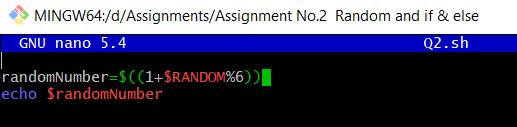 MINGW64:/d/Assignments/Assignment No.2 Random and if & else
GNU nano 5.4 Q2.sh
randomNumber=$((1+$RANDOM%6))
echo $randomNumber